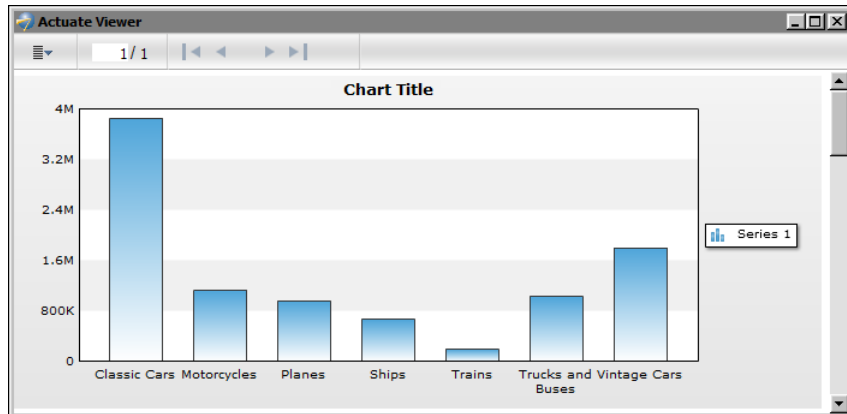 Actuate Viewer
1/ 1
Chart Title
4M
3.2M
2.4M
1.6M
800K
0
Series 1
Classic Cars Motorcycles Planes Ships Trains Trucks and Vintage Cars
Buses